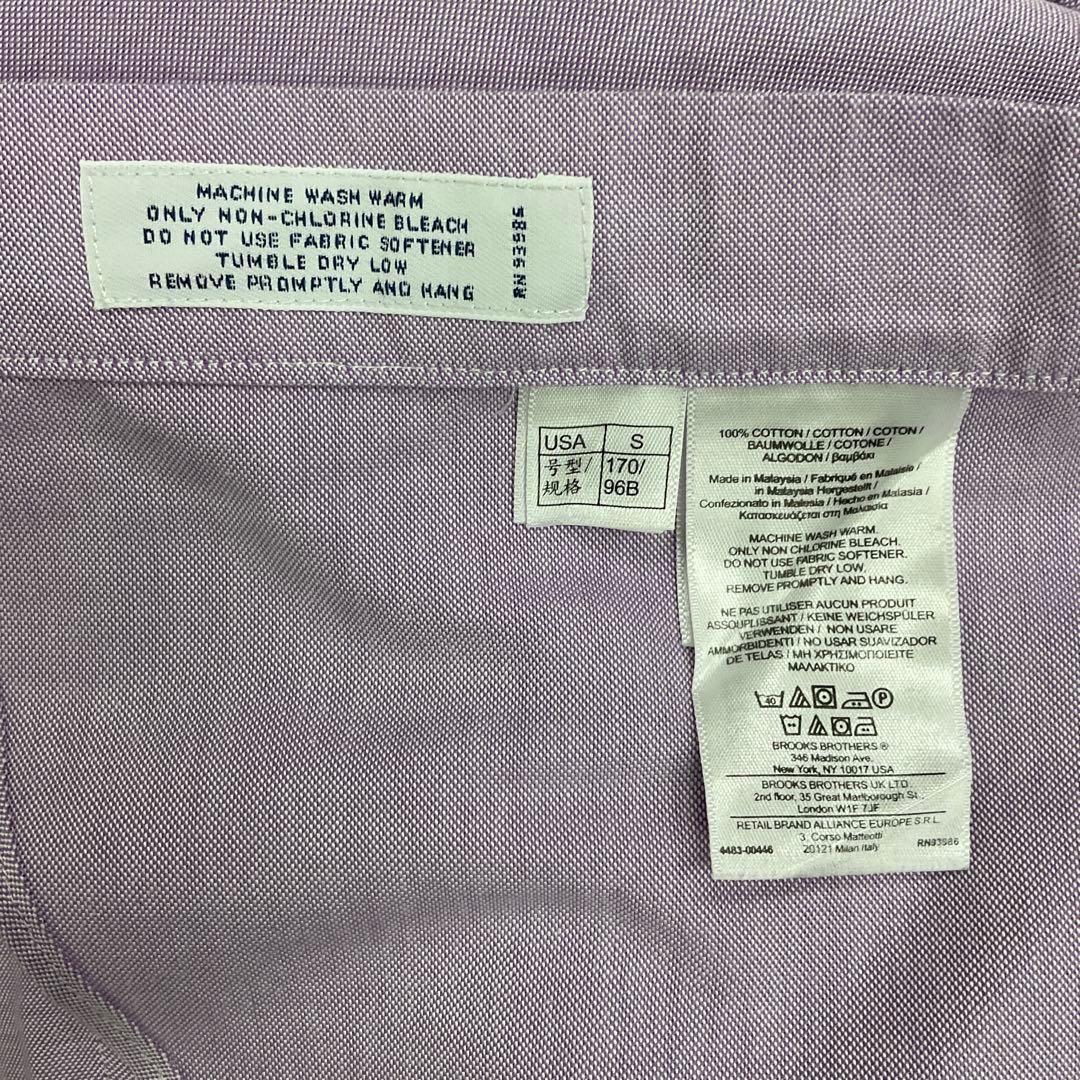 MACHINE WASH WARM
ONLY NON-CHLORINE BLEACH
DO NOT USE FABRIC SOFTENER
TUMBLE DRY LOW
REMOVE PROMPTLY AND HANG
RN 93685
USA S
号型/ 170/
规格 96B
100% COTTON / COTTON / COTON /
BAUMWOLLE / COTONE /
ALGODON / βαμβάκι
Made in Malaysia / Fabriqué en Malaisie /
in Malaysia Hergestellt /
Confezionato in Malesia / Hecho en Malasia /
Κατασκευάζεται στη Μαλαισία
MACHINE WASH WARM.
ONLY NON CHLORINE BLEACH.
DO NOT USE FABRIC SOFTENER.
TUMBLE DRY LOW.
REMOVE PROMPTLY AND HANG.
NE PAS UTILISER AUCUN PRODUIT
ASSOUPLISSANT / KEINE WEICHSPÜLER
VERWENDEN / NON USARE
AMMORBIDENTI / NO USAR SUAVIZADOR
DE TELAS / ΜΗ ΧΡΗΣΙΜΟΠΟΙΕΙΤΕ
ΜΑΛΑΚΤΙΚΟ
40 P
BROOKS BROTHERS ®
346 Madison Ave.
New York, NY 10017 USA
BROOKS BROTHERS UK LTD.
2nd floor, 35 Great Marlborough St.,
London W1F 7JF
RETAIL BRAND ALLIANCE EUROPE S.R.L.
3, Corso Matteotti
4483-00446 20121 Milan Italy